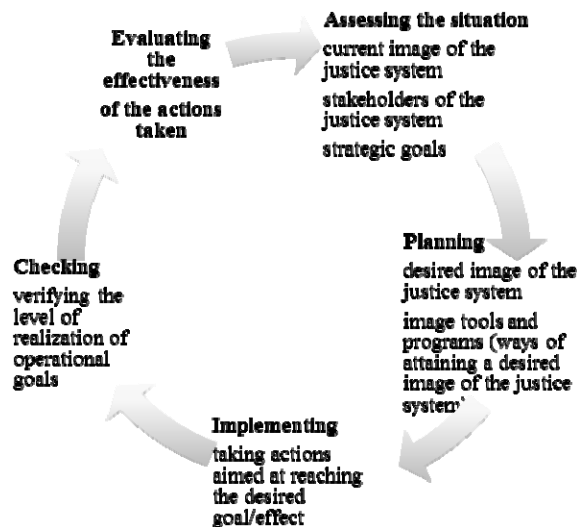 Assessing the situation
current image of the
justice system
stakeholders of the
justice system
strategic goals
Planning
desired image of the
justice system
image tools and
programs (ways of
attaining a desired
image of the justice
system)
Implementing
taking actions
aimed at reaching
the desired
goal/effect
Checking
verifying the
level of
realization of
operational
goals
Evaluating
the
effectiveness
of the actions
taken